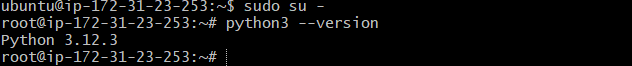 ubuntu@ip-172-31-23-253:~$ sudo su -
root@ip-172-31-23-253:~# python3 --version
Python 3.12.3
root@ip-172-31-23-253:~#